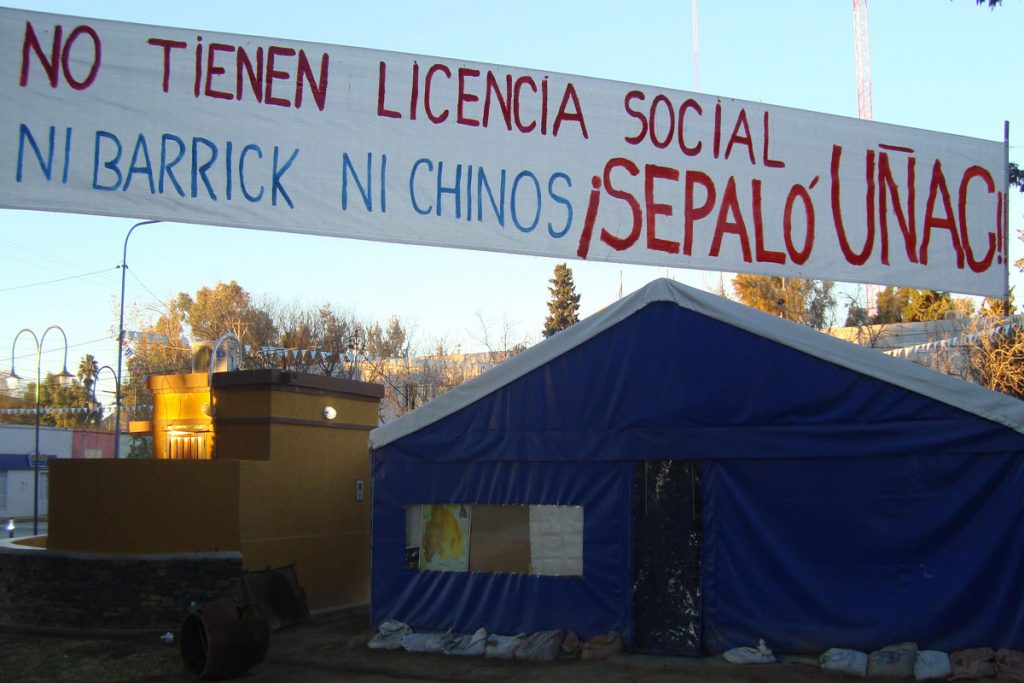 NO TIENEN LICENCIA SOCIAL
NI BARRICK NI CHINOS ¡SEPALÓ UÑAC!!